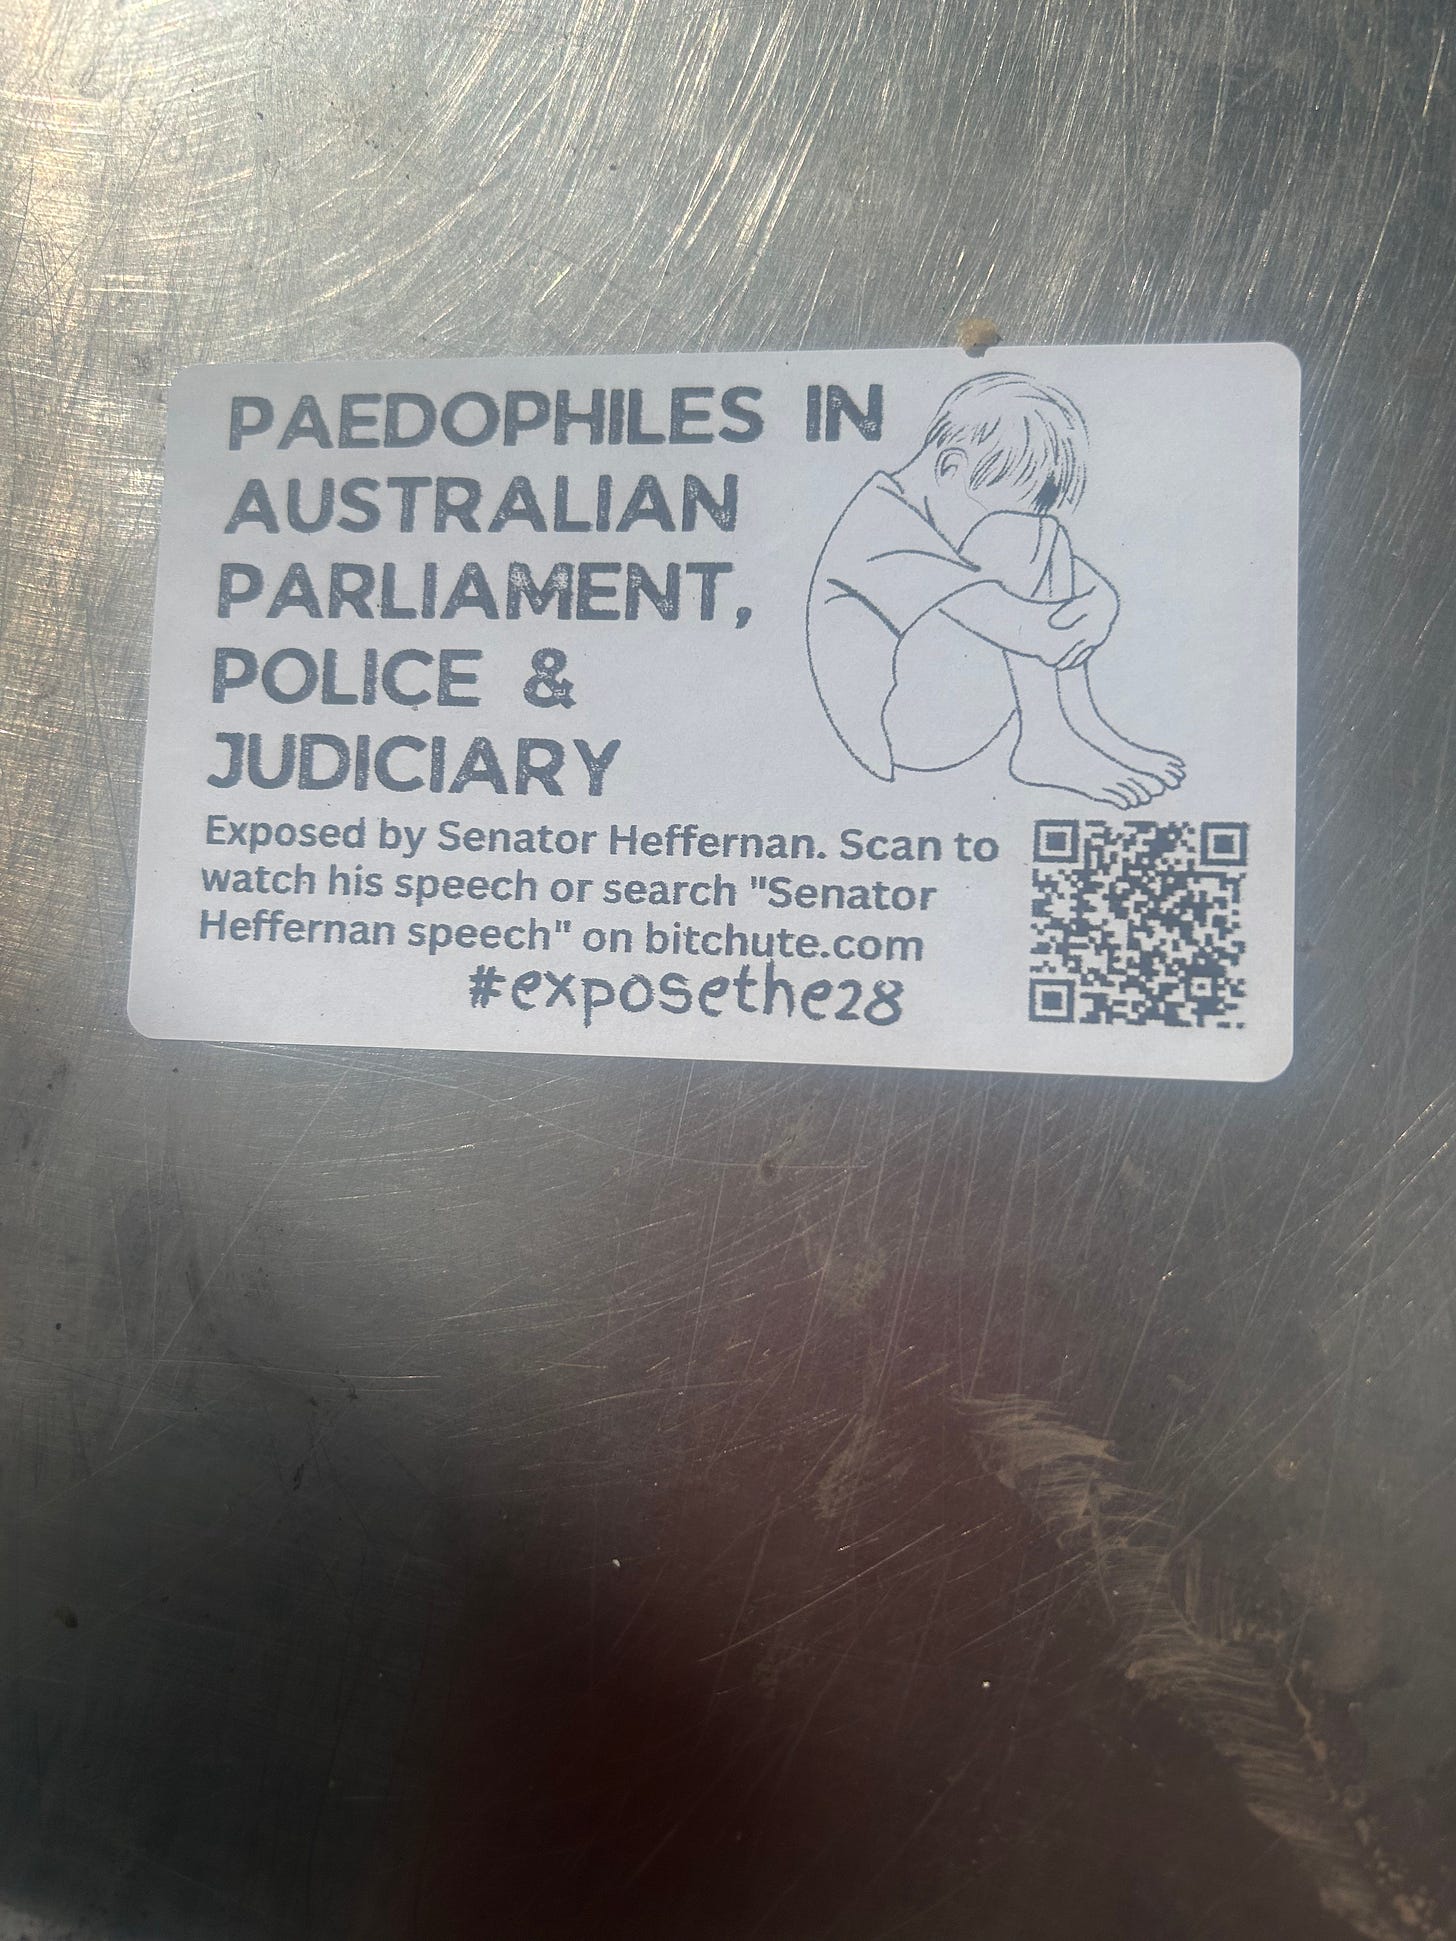 PAEDOPHILES IN
AUSTRALIAN
PARLIAMENT,
POLICE &
JUDICIARY
Exposed by Senator Heffernan. Scan to
watch his speech or search "Senator
Heffernan speech" on bitchute.com
#exposethe28